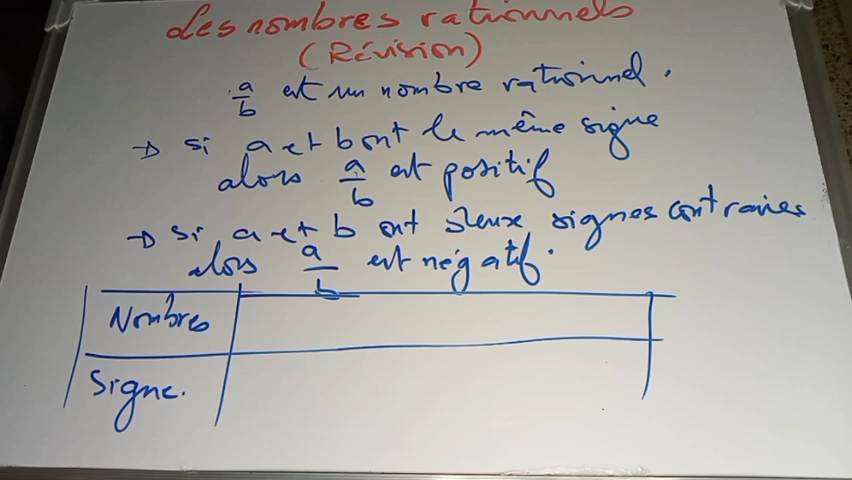 Les nombres rationnels
(Révision)
a/b est un nombre rationnel.
→ si a et b ont le même signe
alors a/b est positif
→ si a et b ont deux signes contraires
alors a/b est négatif.
Nombres
Signe.